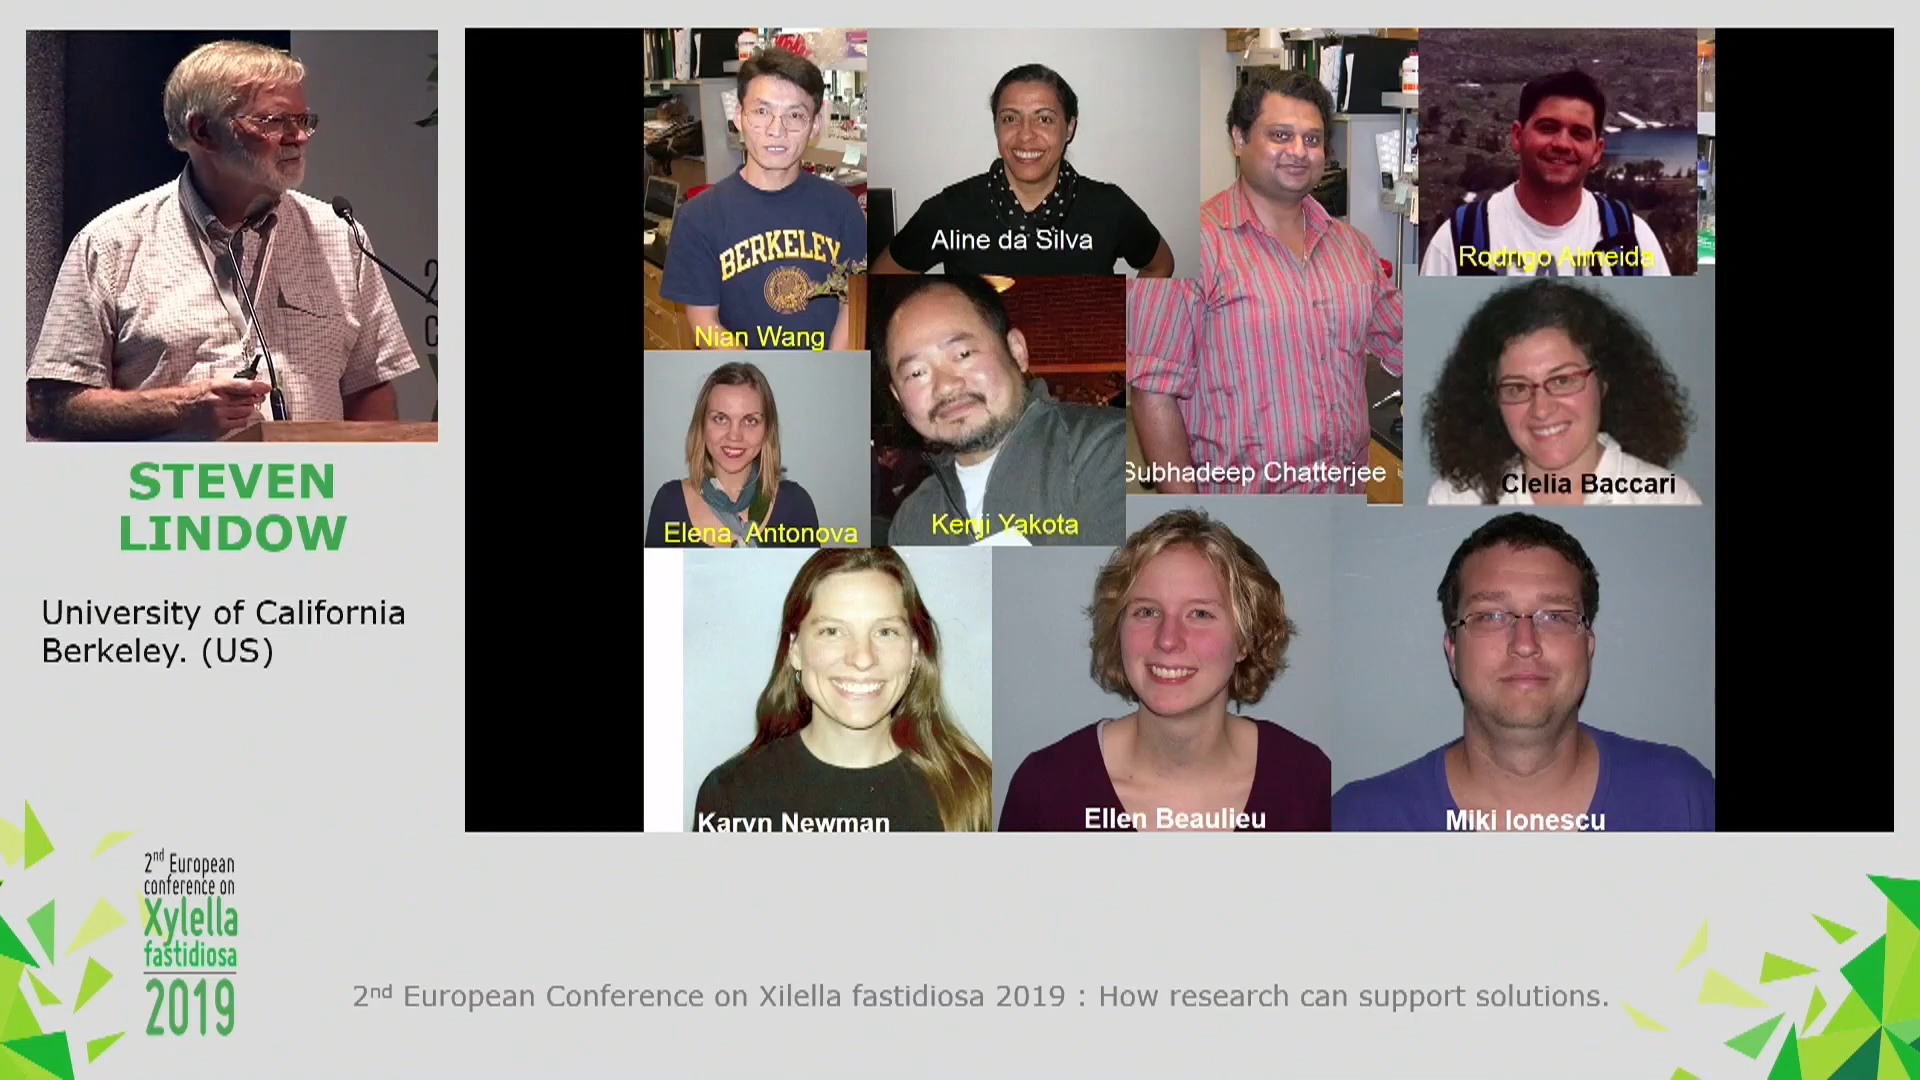 STEVEN
LINDOW
University of California
Berkeley. (US)
BERKELEY
Nian Wang
Aline da Silva
Subhadeep Chatterjee
Rodrigo Almeida
Elena Antonova
Kenji Yakota
Clelia Baccari
Karyn Newman
Ellen Beaulieu
Miki Ionescu
2nd European
conference on
Xylella
fastidiosa
2019
2nd European Conference on Xilella fastidiosa 2019 : How research can support solutions.